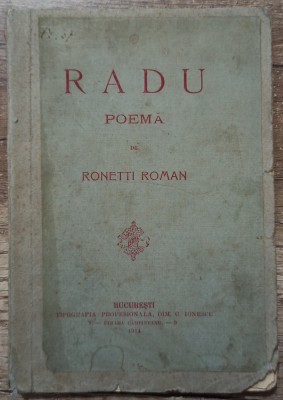 RADU
POEMĂ
DE
RONETTI ROMAN
BUCUREȘTI
TIPOGRAFIA PROFESIONALĂ, DIM. C. IONESCU
1914